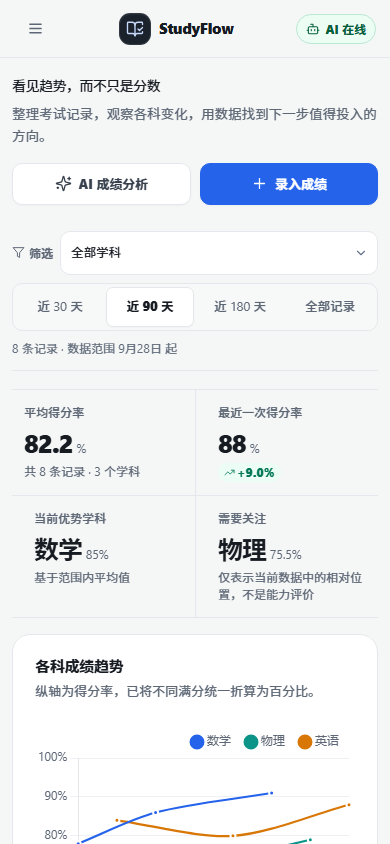 StudyFlow
AI 在线
看见趋势，而不只是分数
整理考试记录，观察各科变化，用数据找到下一步值得投入的
方向。
AI 成绩分析
录入成绩
筛选
全部学科
近 30 天
近 90 天
近 180 天
全部记录
8 条记录 · 数据范围 9月28日 起
平均得分率
82.2 %
共 8 条记录 · 3 个学科
最近一次得分率
88 %
+9.0%
当前优势学科
数学 85%
基于范围内平均值
需要关注
物理 75.5%
仅表示当前数据中的相对位
置，不是能力评价
各科成绩趋势
纵轴为得分率，已将不同满分统一折算为百分比。
数学
物理
英语
100%
90%
80%